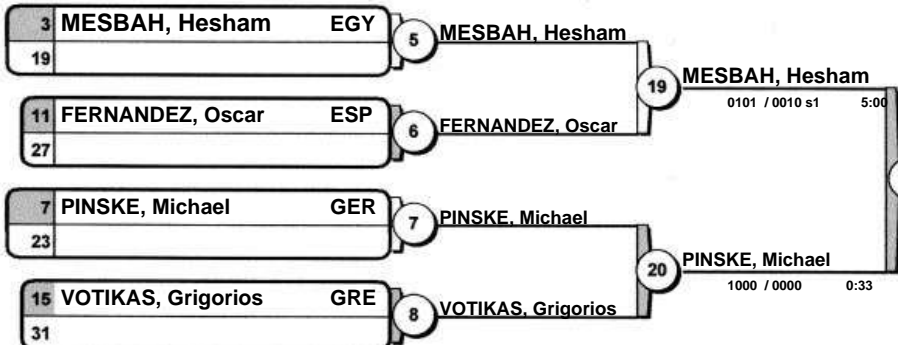 3 MESBAH, Hesham EGY
19
5 MESBAH, Hesham
11 FERNANDEZ, Oscar ESP
27
6 FERNANDEZ, Oscar
19 MESBAH, Hesham
0101 / 0010 s1 5:00
7 PINSKE, Michael GER
23
7 PINSKE, Michael
15 VOTIKAS, Grigorios GRE
31
8 VOTIKAS, Grigorios
20 PINSKE, Michael
1000 / 0000 0:33